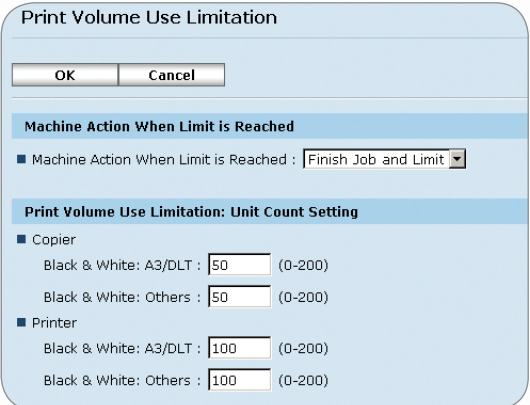 Print Volume Use Limitation
OK Cancel
Machine Action When Limit is Reached
Machine Action When Limit is Reached : Finish Job and Limit
Print Volume Use Limitation: Unit Count Setting
Copier
Black & White: A3/DLT : 50 (0-200)
Black & White: Others : 50 (0-200)
Printer
Black & White: A3/DLT : 100 (0-200)
Black & White: Others : 100 (0-200)